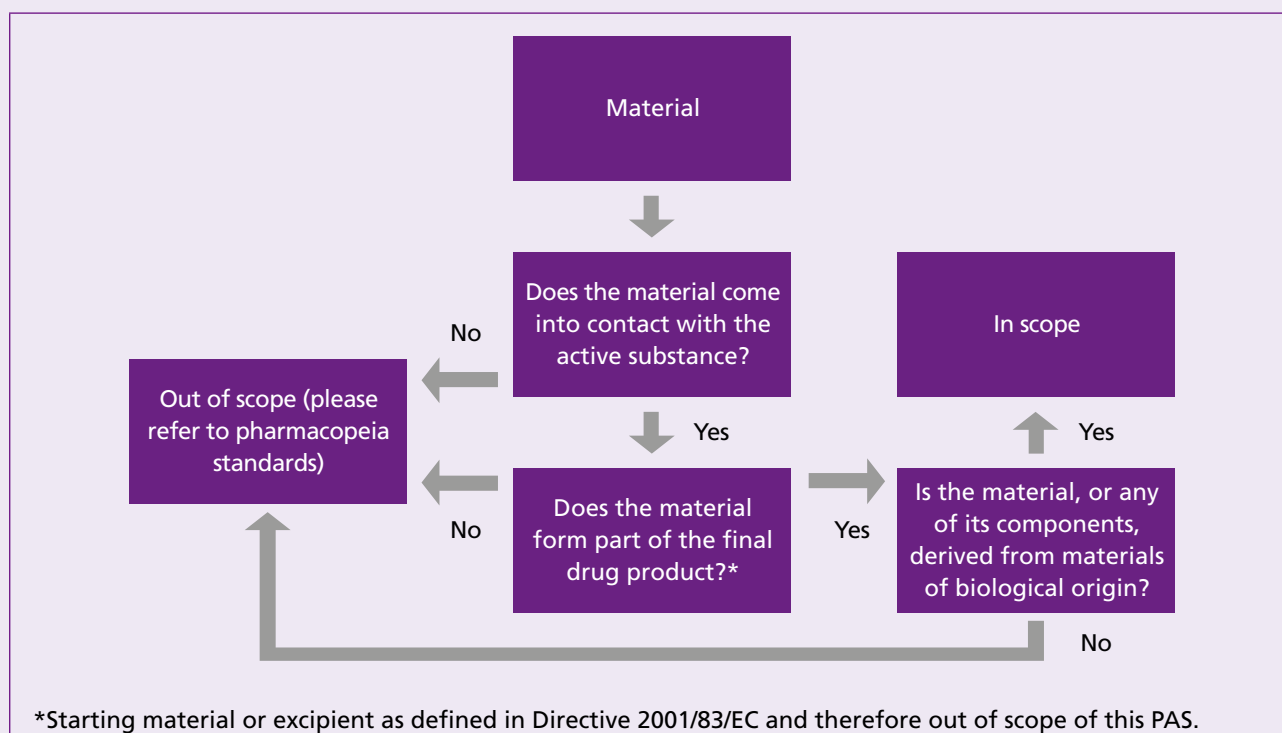 Material
Does the material come
into contact with the
active substance?
In scope
No
Out of scope (please
refer to pharmacopeia
standards)
Yes
Yes
No
Does the material
form part of the final
drug product?*
Yes
Is the material, or any
of its components,
derived from materials
of biological origin?
No
*Starting material or excipient as defined in Directive 2001/83/EC and therefore out of scope of this PAS.